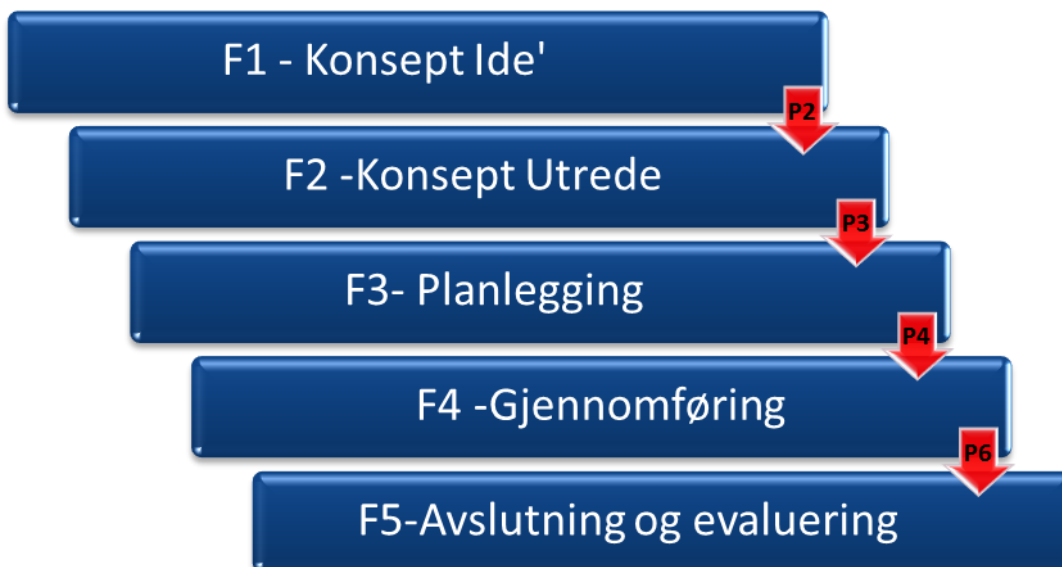 F1 - Konsept Ide'
P2
F2 -Konsept Utrede
P3
F3- Planlegging
P4
F4 -Gjennomføring
P6
F5-Avslutning og evaluering